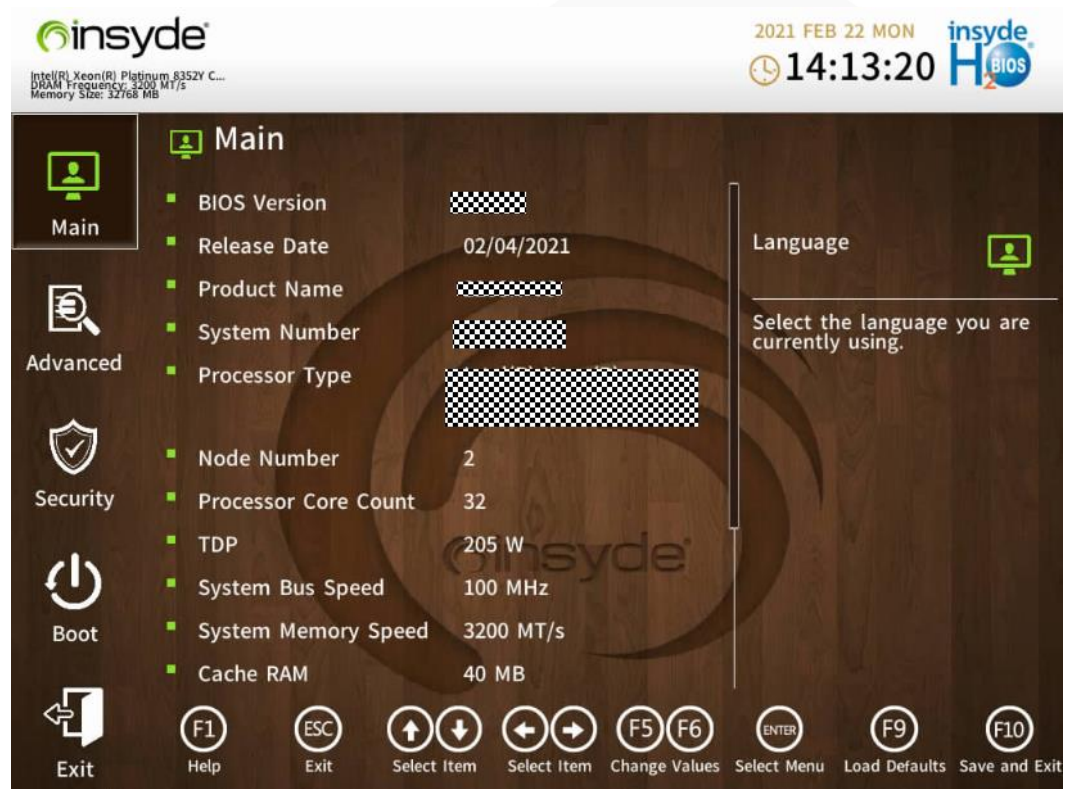 insyde
Intel(R) Xeon(R) Platinum 8352Y C...
DRAM Frequency: 3200 MT/s
Memory Size: 32768 MB
2021 FEB 22 MON
14:13:20
insyde
H2
BIOS
Main
Advanced
Security
Boot
Exit
Main
BIOS Version
Release Date 02/04/2021
Product Name
System Number
Processor Type
Node Number 2
Processor Core Count 32
TDP 205 W
System Bus Speed 100 MHz
System Memory Speed 3200 MT/s
Cache RAM 40 MB
insyde
Language
Select the language you are
currently using.
F1 Help
ESC Exit
Select Item
Select Item
F5 F6 Change Values
ENTER Select Menu
F9 Load Defaults
F10 Save and Exit